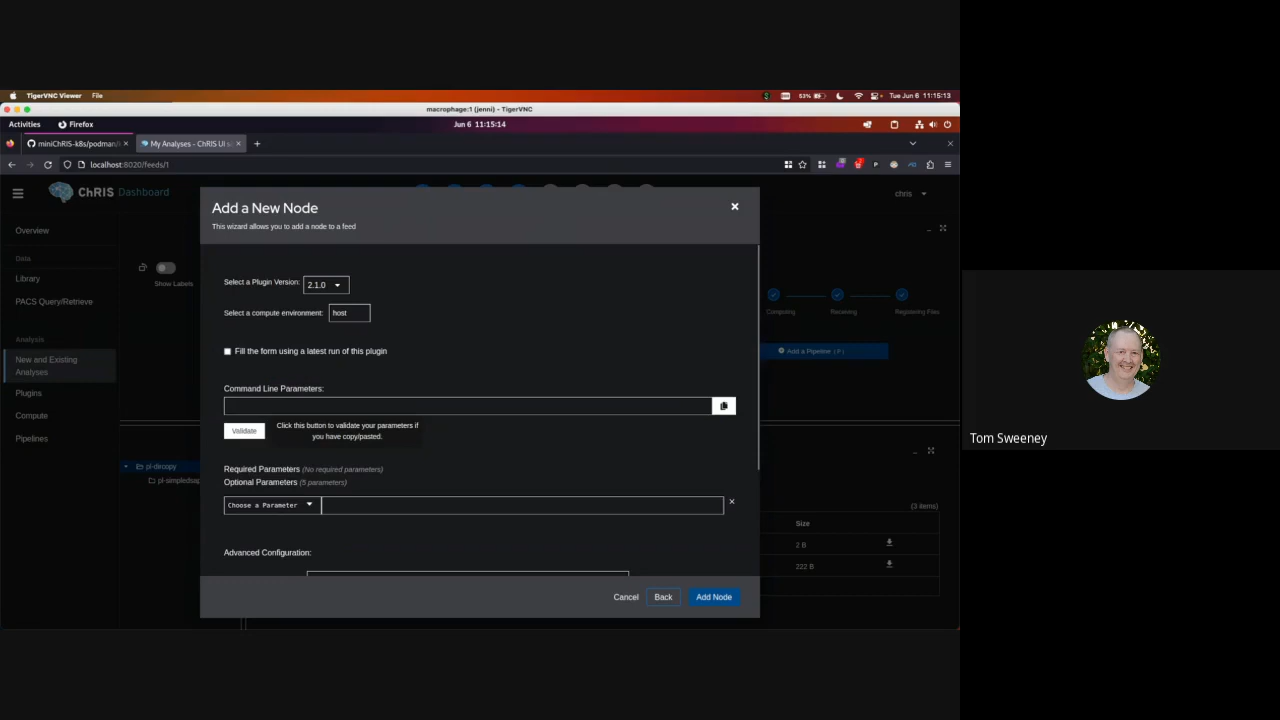 TigerVNC Viewer File
53% Tue Jun 6 11:15:13
macrophage:1 (jenni) - TigerVNC
Activities Firefox Jun 6 11:15:14
miniChRIS-k8s/podman/ My Analyses - ChRIS UI
localhost:8020/feeds/1
ChRIS Dashboard
chris
Overview
Data
Library
PACS Query/Retrieve
Analysis
New and Existing
Analyses
Plugins
Compute
Pipelines
Show Labels
Add a New Node
This wizard allows you to add a node to a feed
Select a Plugin Version: 2.1.0
Select a compute environment: host
Fill the form using a latest run of this plugin
Command Line Parameters:
Validate
Click this button to validate your parameters if
you have copy/pasted.
Required Parameters (No required parameters)
Optional Parameters (5 parameters)
Choose a Parameter
Advanced Configuration:
Cancel Back Add Node
Computing Receiving Registering Files
Add a Pipeline ( P )
pl-dircopy
pl-simpledsap
(3 items)
Size
2 B
222 B
Tom Sweeney